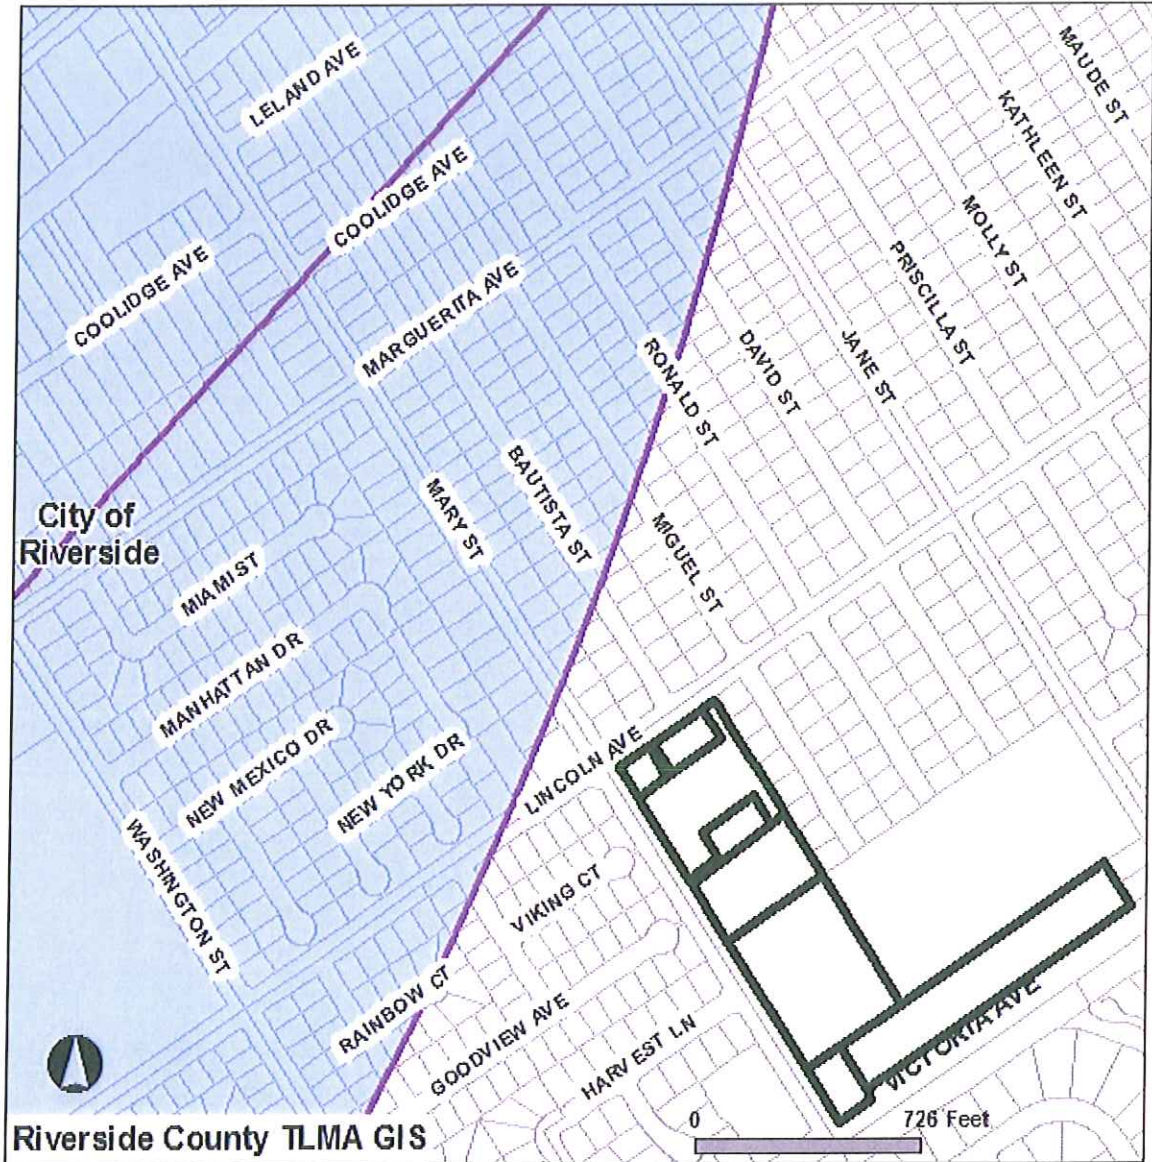 MAUDE ST
LELAND AVE
KATHLEEN ST
COOLIDGE AVE
MOLLY ST
COOLIDGE AVE
PRISCILLA ST
MARGUERITA AVE
JANE ST
DAVID ST
RONALD ST
BAUTISTA ST
MARY ST
City of
Riverside
MIGUEL ST
MIAMI ST
MANHATTAN DR
NEW MEXICO DR
NEW YORK DR
LINCOLN AVE
WASHINGTON ST
VIKING CT
RAINBOW CT
GOODVIEW AVE
HARVEST LN
VICTORIA AVE
0 726 Feet
Riverside County TLMA GIS